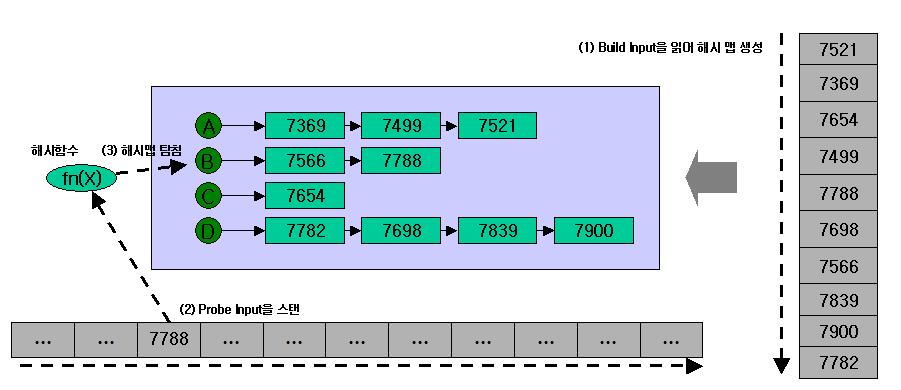 (1) Build Input을 읽어 해시 맵 생성
7521
7369
7654
7499
7788
7698
7566
7839
7900
7782
A 7369 7499 7521
해시함수 (3) 해시맵 탐침
B 7566 7788
fn(X)
C 7654
D 7782 7698 7839 7900
(2) Probe Input을 스탠
... ... 7788 ... ... ... ... ... ... ... ...